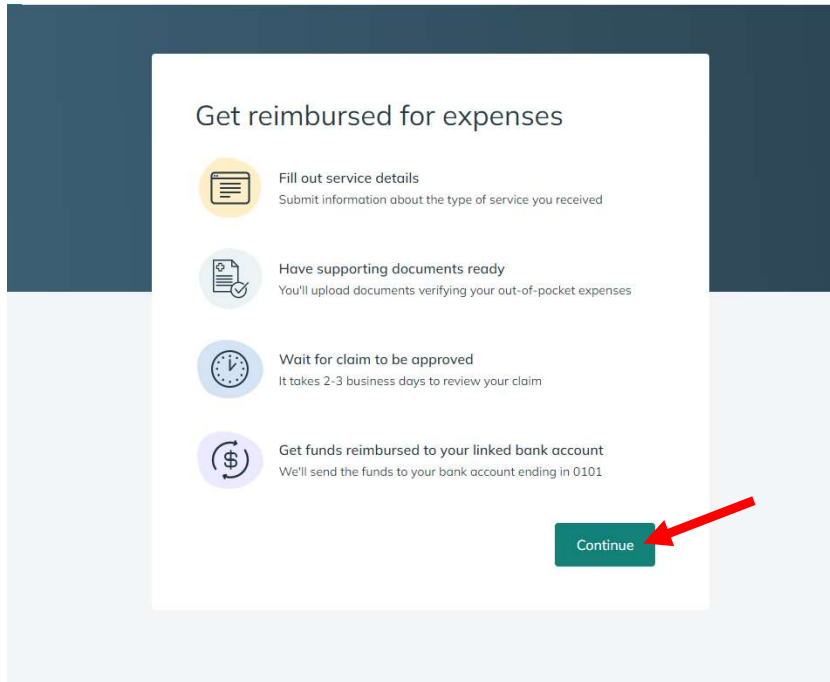 Get reimbursed for expenses
Fill out service details
Submit information about the type of service you received
Have supporting documents ready
You'll upload documents verifying your out-of-pocket expenses
Wait for claim to be approved
It takes 2-3 business days to review your claim
Get funds reimbursed to your linked bank account
We'll send the funds to your bank account ending in 0101
Continue